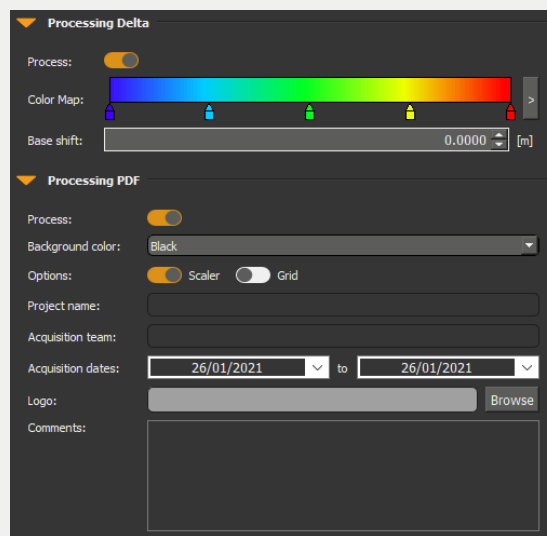 Processing Delta
Process:
Color Map: >
Base shift: 0.0000 [m]
Processing PDF
Process:
Background color: Black
Options: Scaler Grid
Project name:
Acquisition team:
Acquisition dates: 26/01/2021 to 26/01/2021
Logo: Browse
Comments: